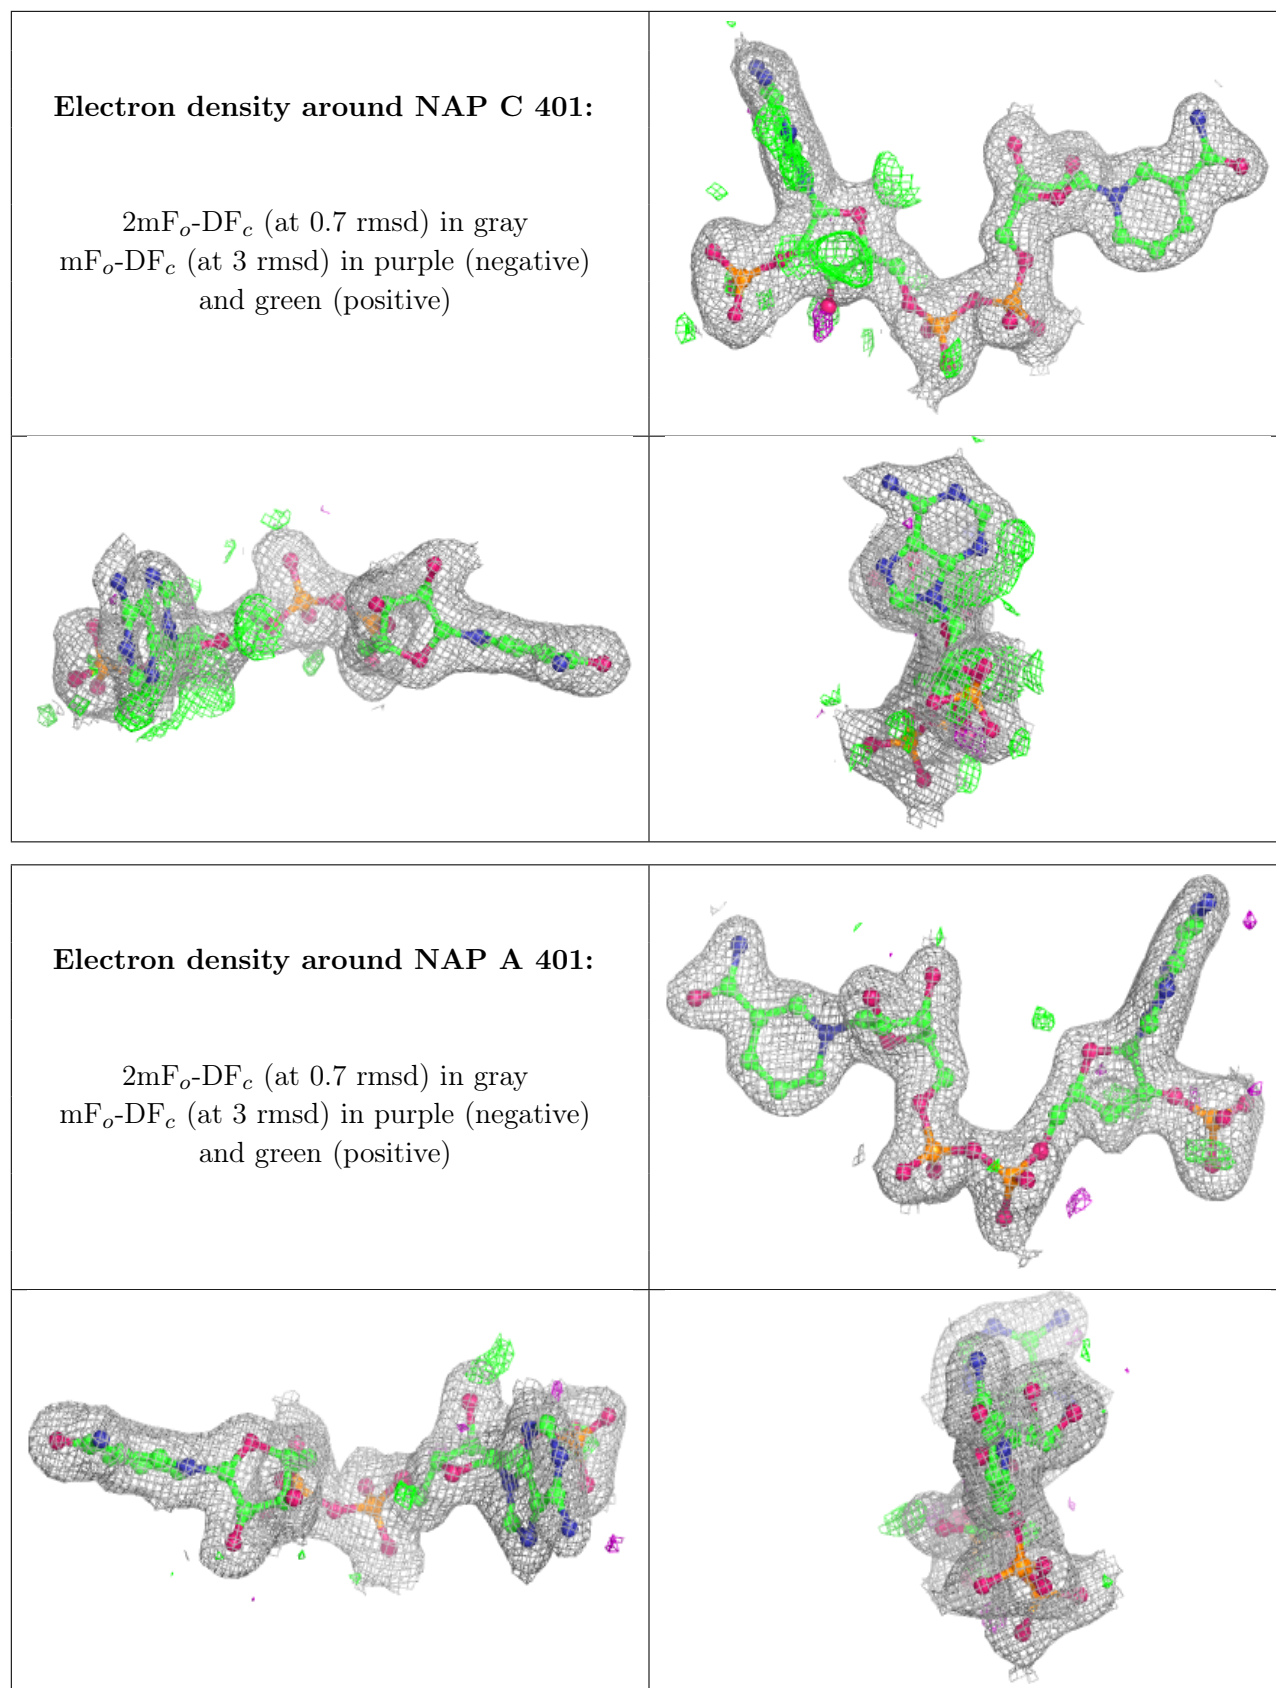 Electron density around NAP C 401:
2mFo-DFc (at 0.7 rmsd) in gray
mFo-DFc (at 3 rmsd) in purple (negative)
and green (positive)
Electron density around NAP A 401:
2mFo-DFc (at 0.7 rmsd) in gray
mFo-DFc (at 3 rmsd) in purple (negative)
and green (positive)